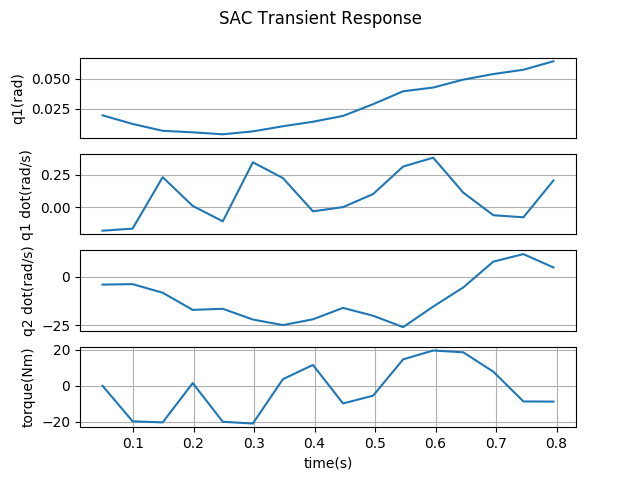 SAC Transient Response
0.050
0.025
q1(rad)
0.25
0.00
q1 dot(rad/s)
0
−25
q2 dot(rad/s)
20
0
−20
torque(Nm)
0.1 0.2 0.3 0.4 0.5 0.6 0.7 0.8
time(s)